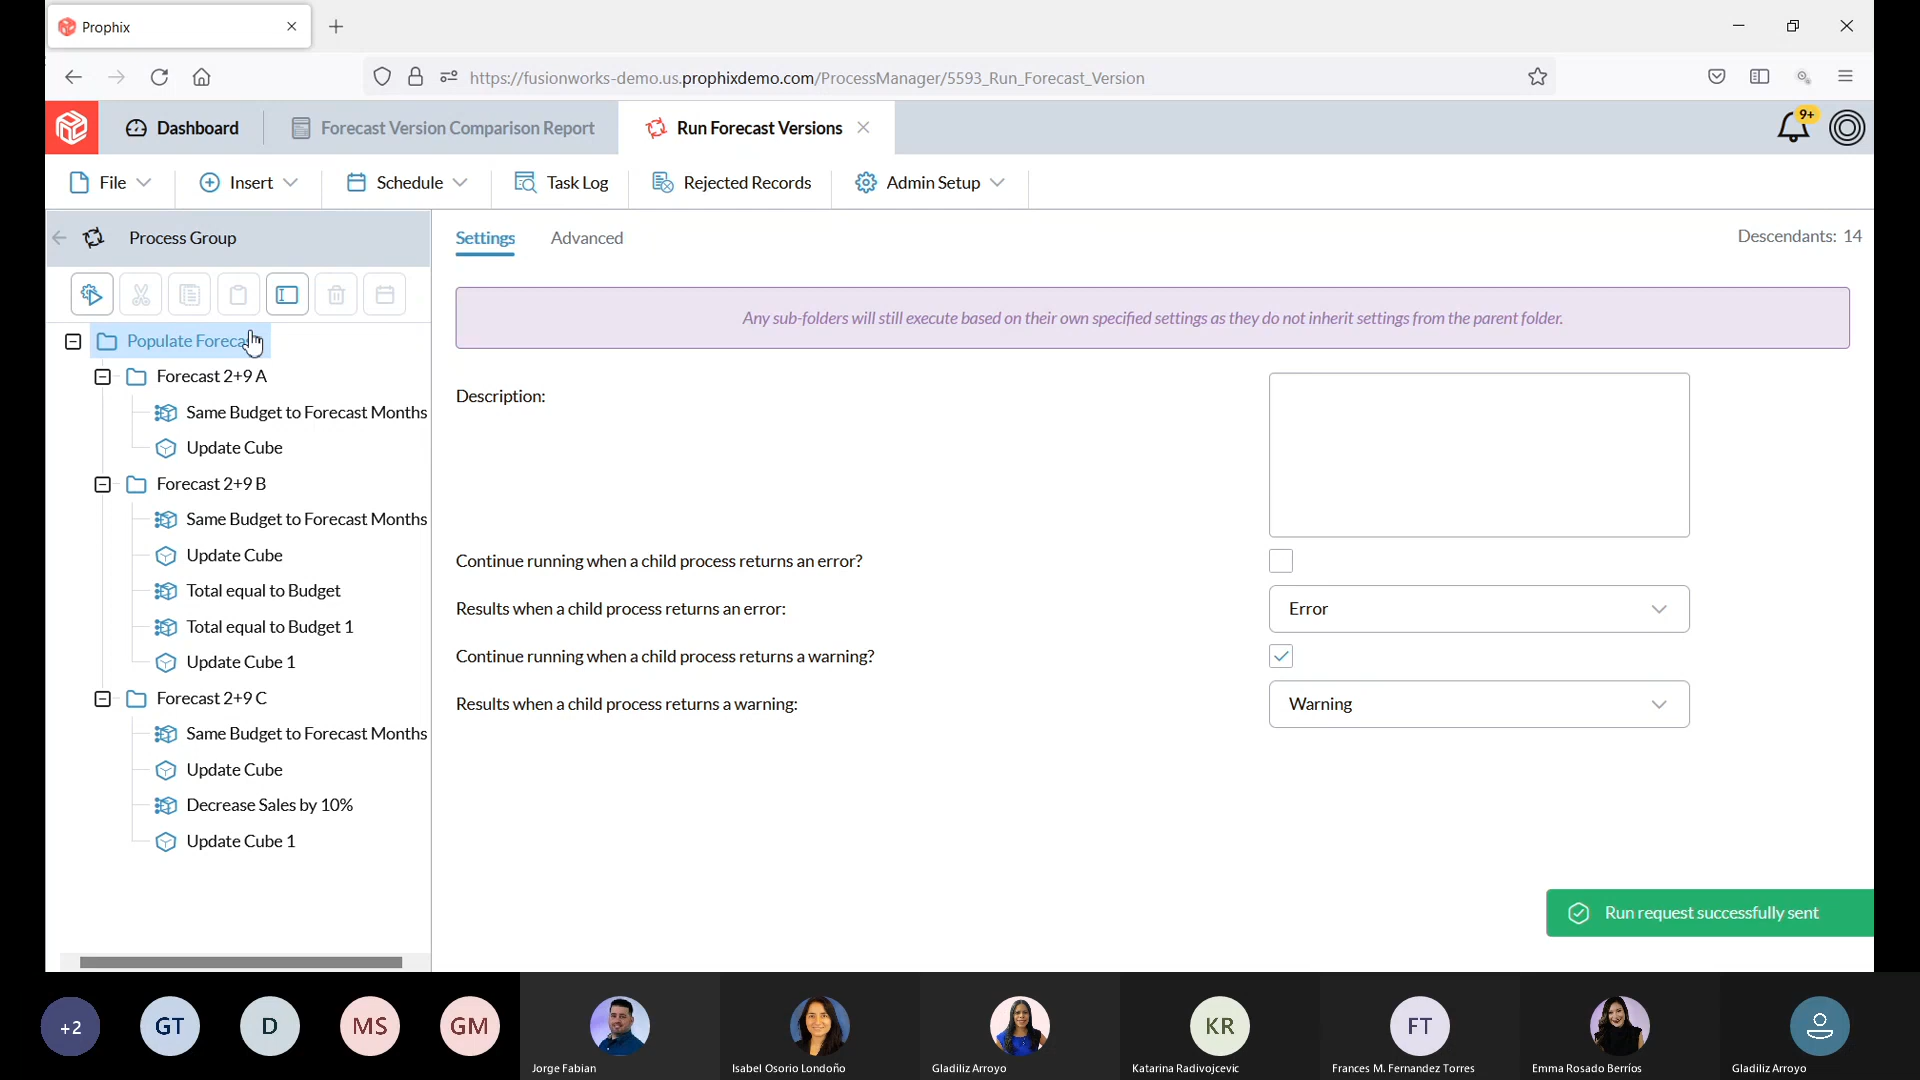 Prophix
https://fusionworks-demo.us.prophixdemo.com/ProcessManager/5593_Run_Forecast_Version
Dashboard
Forecast Version Comparison Report
Run Forecast Versions
9+
File
Insert
Schedule
Task Log
Rejected Records
Admin Setup
Process Group
Settings
Advanced
Descendants: 14
Any sub-folders will still execute based on their own specified settings as they do not inherit settings from the parent folder.
Populate Foreca
Forecast 2+9 A
Same Budget to Forecast Months
Update Cube
Forecast 2+9 B
Same Budget to Forecast Months
Update Cube
Total equal to Budget
Total equal to Budget 1
Update Cube 1
Forecast 2+9 C
Same Budget to Forecast Months
Update Cube
Decrease Sales by 10%
Update Cube 1
Description:
Continue running when a child process returns an error?
Results when a child process returns an error:
Error
Continue running when a child process returns a warning?
Results when a child process returns a warning:
Warning
Run request successfully sent
+2
GT
D
MS
GM
KR
FT
Jorge Fabian
Isabel Osorio Londoño
Gladiliz Arroyo
Katarina Radivojcevic
Frances M. Fernandez Torres
Emma Rosado Berríos
Gladiliz Arroyo